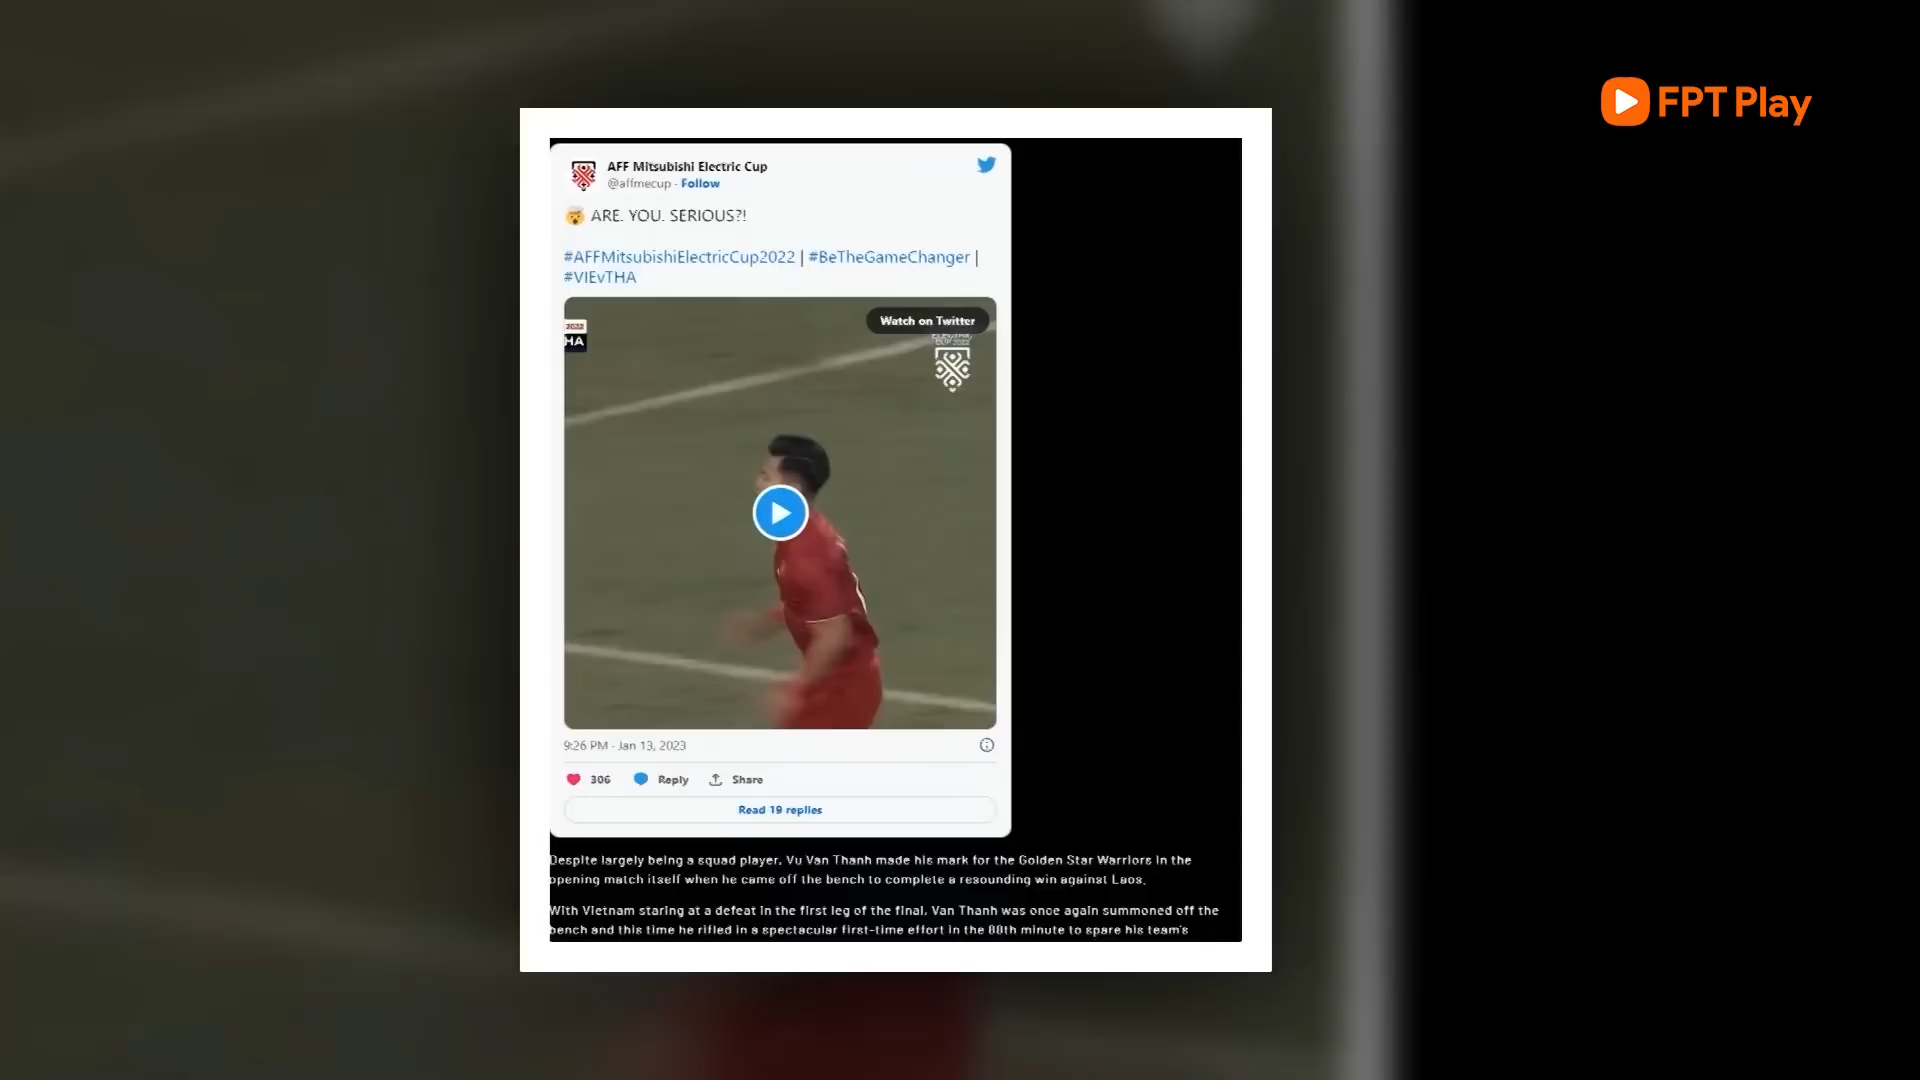 FPT Play
AFF Mitsubishi Electric Cup
@affmecup · Follow
🤯 ARE. YOU. SERIOUS?!
#AFFMitsubishiElectricCup2022 | #BeTheGameChanger |
#VIEvTHA
Watch on Twitter
2022
HA
ELECTRIC
CUP 2022
9:26 PM · Jan 13, 2023
306 Reply Share
Read 19 replies
Despite largely being a squad player, Vu Van Thanh made his mark for the Golden Star Warriors in the
opening match itself when he came off the bench to complete a resounding win against Laos.
With Vietnam staring at a defeat in the first leg of the final, Van Thanh was once again summoned off the
bench and this time he rifled in a spectacular first-time effort in the 88th minute to spare his team's